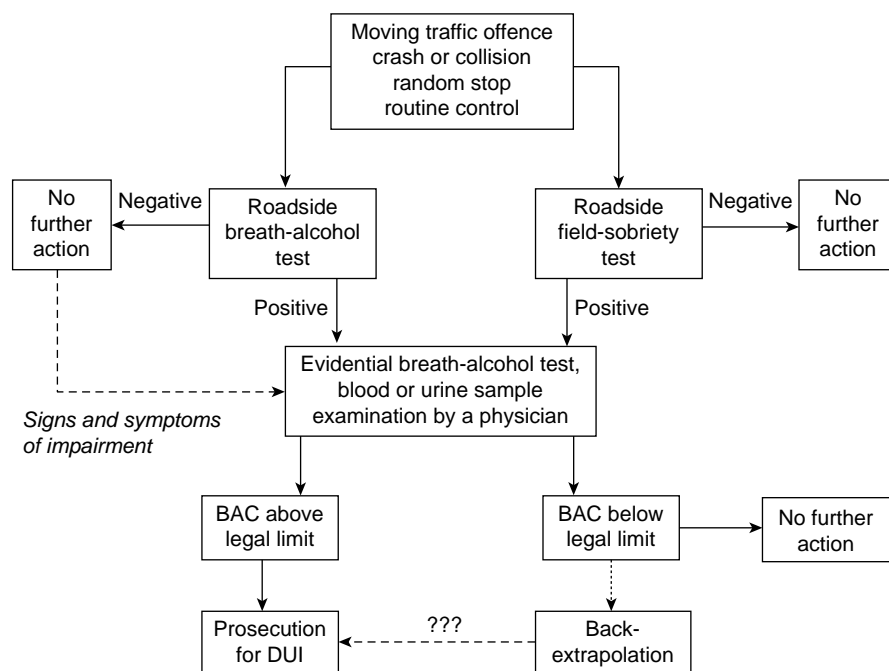 Moving traffic offence
crash or collision
random stop
routine control
No
further
action
Negative
Roadside
breath-alcohol
test
Roadside
field-sobriety
test
Negative
No
further
action
Positive
Positive
Evidential breath-alcohol test,
blood or urine sample
examination by a physician
Signs and symptoms
of impairment
BAC above
legal limit
BAC below
legal limit
No further
action
Prosecution
for DUI
???
Back-
extrapolation